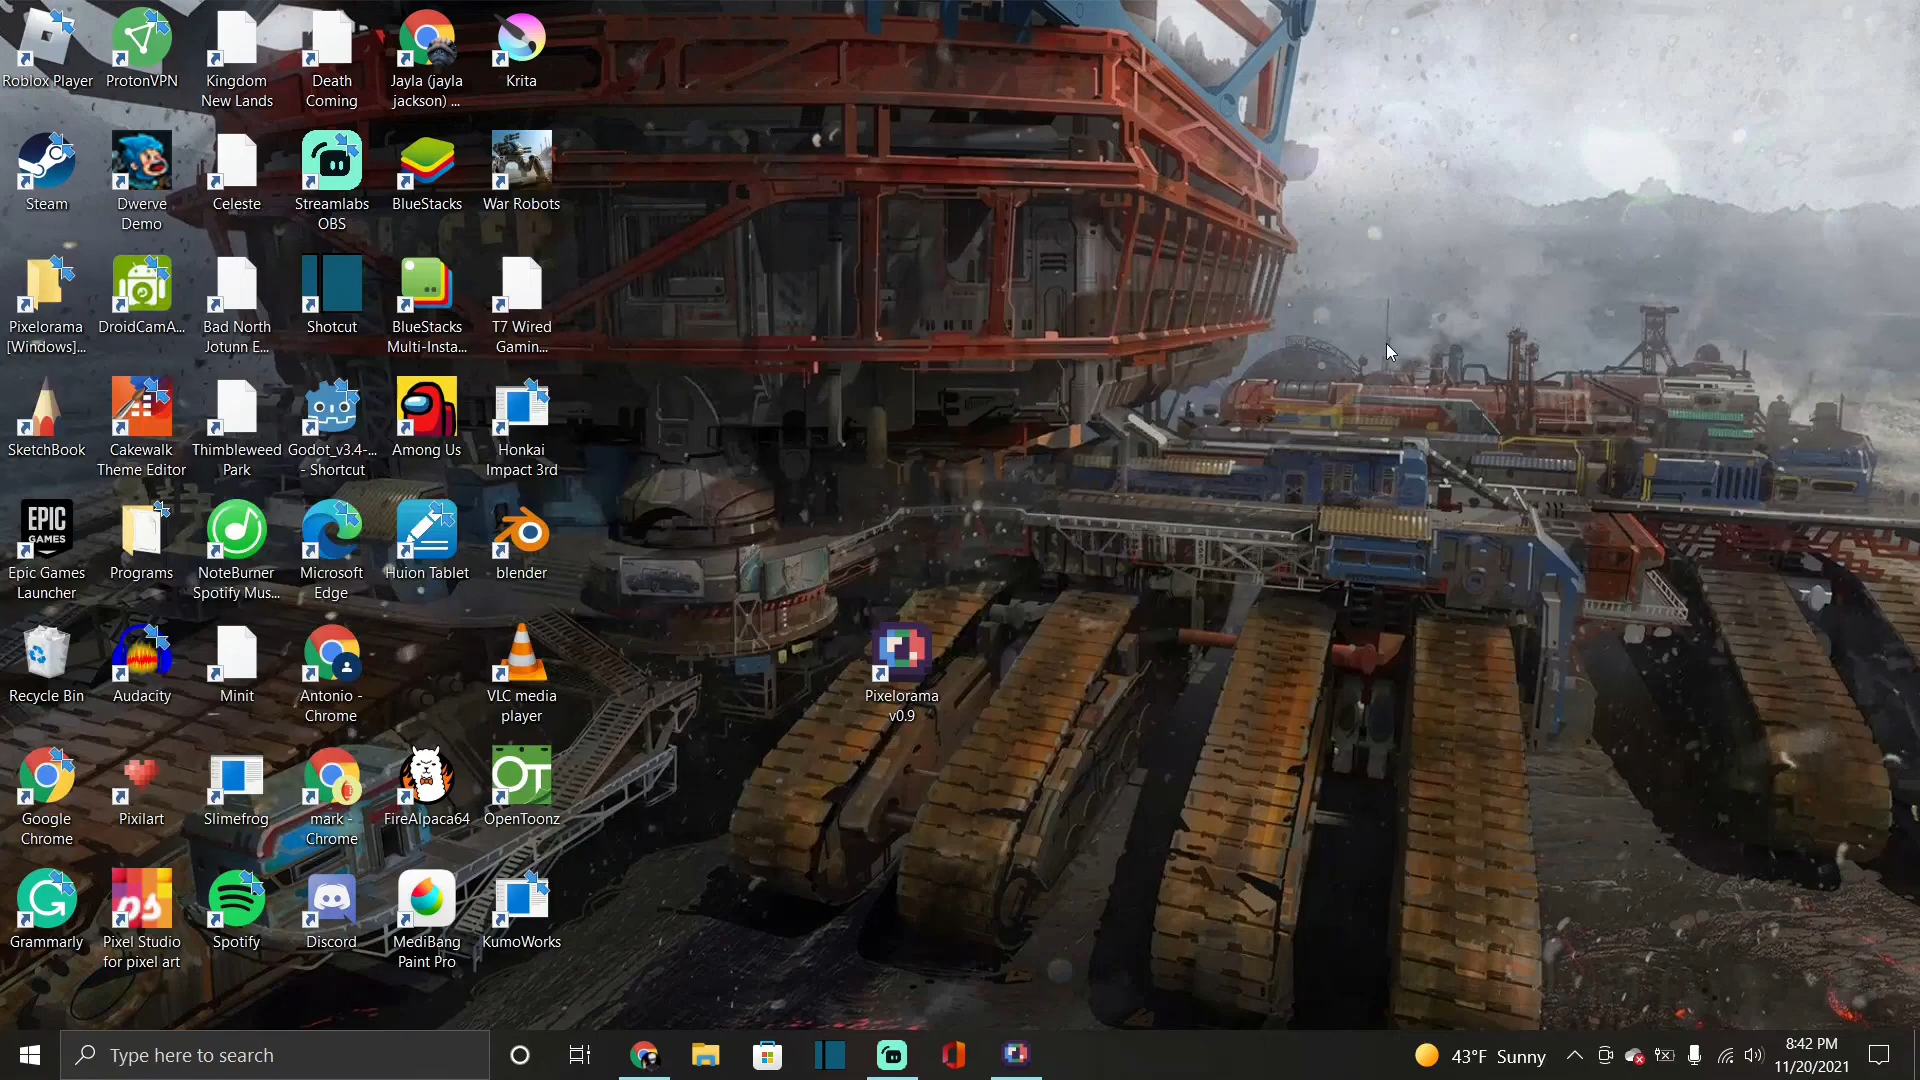 Roblox Player
ProtonVPN
Kingdom
New Lands
Death
Coming
Jayla (jayla
jackson) ...
Krita
Steam
Dwerve
Demo
Celeste
Streamlabs
OBS
BlueStacks
War Robots
Pixelorama
[Windows]...
DroidCamA...
Bad North
Jotunn E...
Shotcut
BlueStacks
Multi-Insta...
T7 Wired
Gamin...
SketchBook
Cakewalk
Theme Editor
Thimbleweed
Park
Godot_v3.4-...
- Shortcut
Among Us
Honkai
Impact 3rd
EPIC
GAMES
Epic Games
Launcher
Programs
NoteBurner
Spotify Mus...
Microsoft
Edge
Huion Tablet
blender
Recycle Bin
Audacity
Minit
Antonio -
Chrome
VLC media
player
Pixelorama
v0.9
Google
Chrome
Pixilart
Slimefrog
mark -
Chrome
FireAlpaca64
OT
OpenToonz
Grammarly
ps
Pixel Studio
for pixel art
Spotify
Discord
MediBang
Paint Pro
KumoWorks
Type here to search
43°F Sunny
8:42 PM
11/20/2021